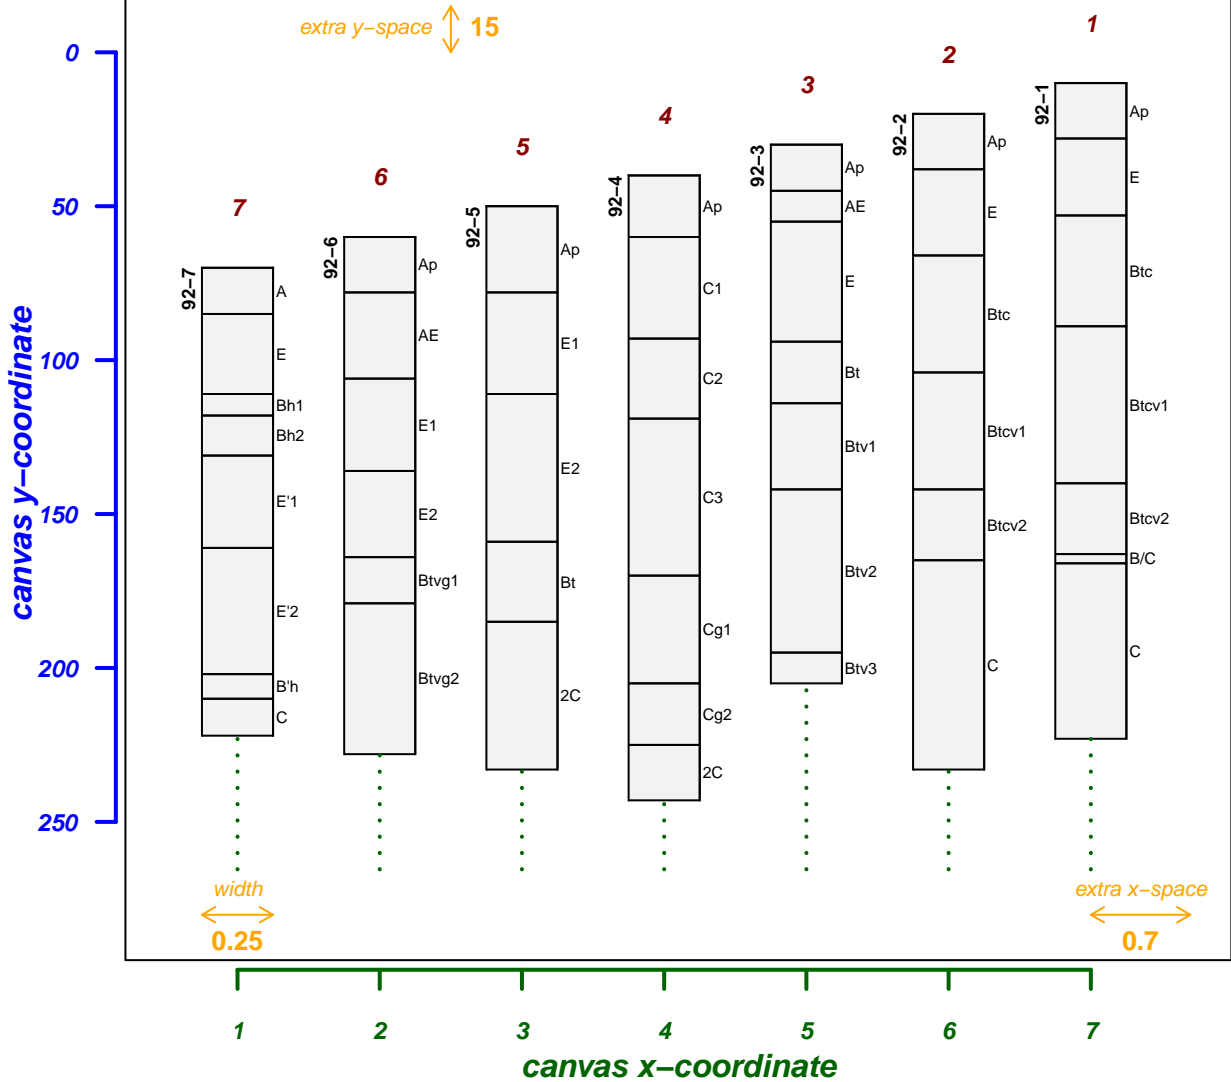 extra y−space 15
0
50
100
150
200
250
canvas y−coordinate
7
92−7
A
E
Bh1
Bh2
E'1
E'2
B'h
C
6
92−6
Ap
AE
E1
E2
Btvg1
Btvg2
5
92−5
Ap
E1
E2
Bt
2C
4
92−4
Ap
C1
C2
C3
Cg1
Cg2
2C
3
92−3
Ap
AE
E
Bt
Btv1
Btv2
Btv3
2
92−2
Ap
E
Btc
Btcv1
Btcv2
C
1
92−1
Ap
E
Btc
Btcv1
Btcv2
B/C
C
width
0.25
extra x−space
0.7
1 2 3 4 5 6 7
canvas x−coordinate